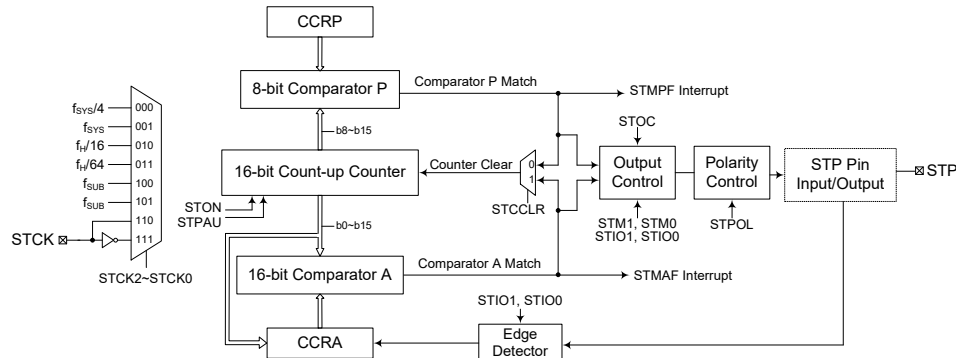 CCRP
8-bit Comparator P
Comparator P Match
STMPF Interrupt
b8~b15
fSYS/4
000
fSYS
001
fH/16
010
fH/64
011
fSUB
100
fSUB
101
110
111
STCK
STCK2~STCK0
16-bit Count-up Counter
Counter Clear
0
1
STCCLR
STON
STPAU
b0~b15
STOC
Output
Control
STM1, STM0
STIO1, STIO0
Polarity
Control
STPOL
STP Pin
Input/Output
STP
16-bit Comparator A
Comparator A Match
STMAF Interrupt
STIO1, STIO0
CCRA
Edge
Detector